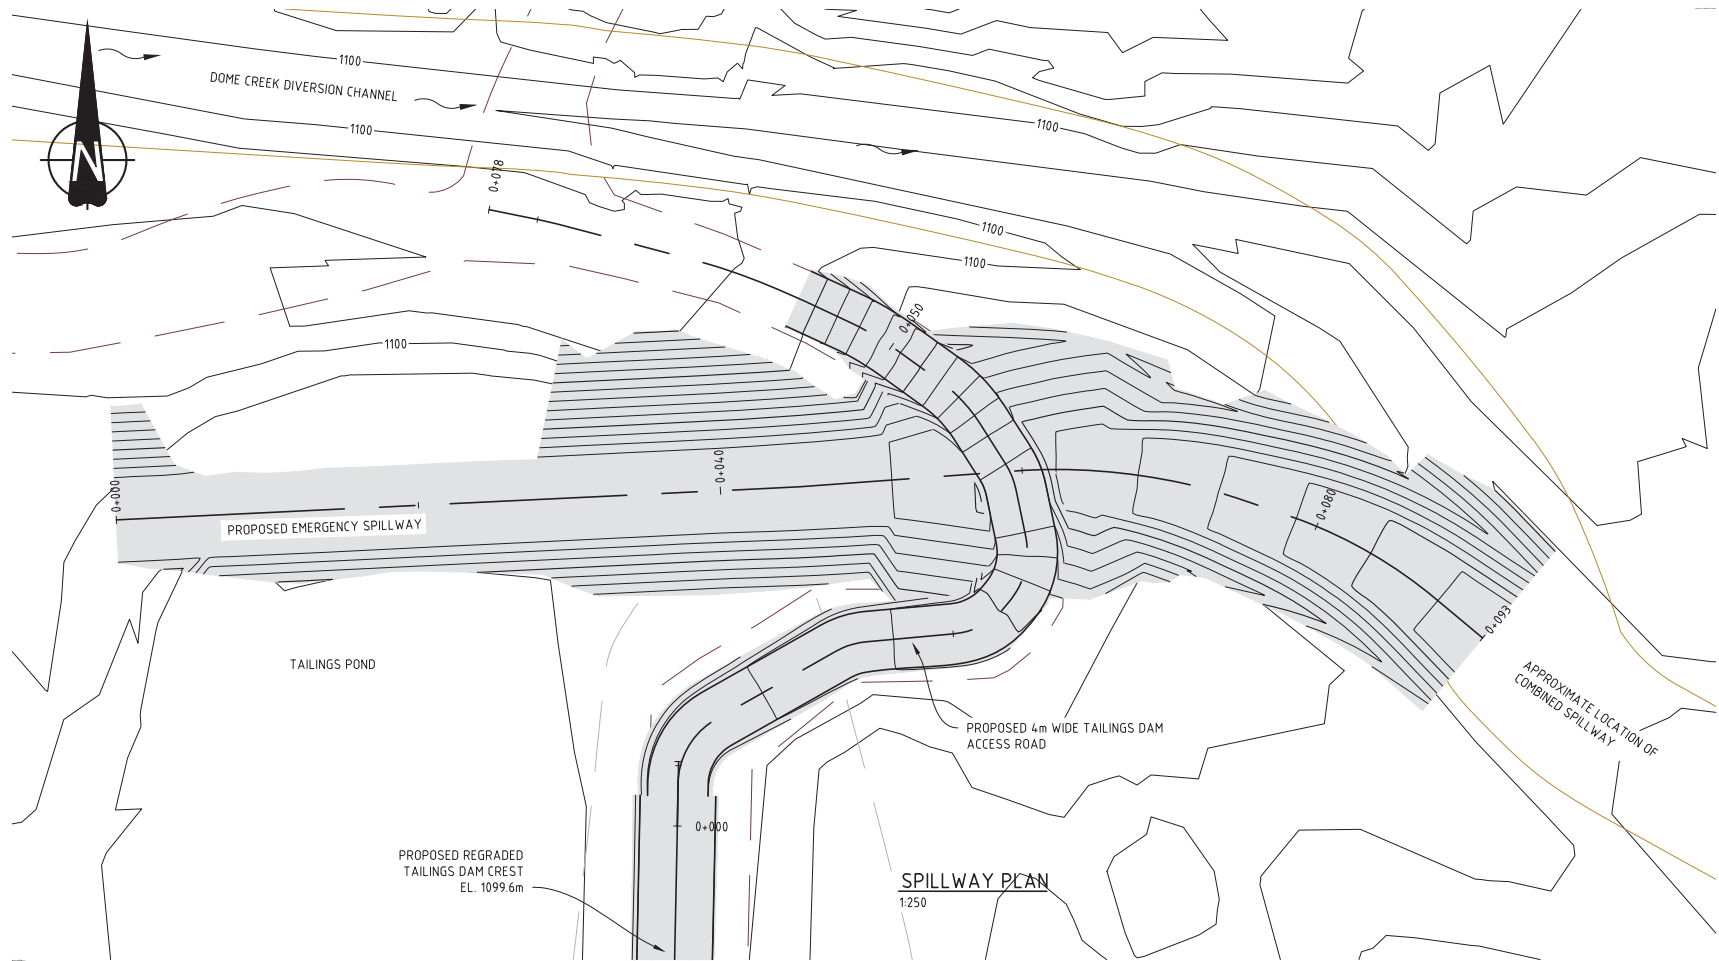 1100
DOME CREEK DIVERSION CHANNEL
1100
1100
N
0+078
1100
1100
0+050
1100
0+040
0+000
PROPOSED EMERGENCY SPILLWAY
0+080
0+093
TAILINGS POND
APPROXIMATE LOCATION OF
COMBINED SPILLWAY
PROPOSED 4m WIDE TAILINGS DAM
ACCESS ROAD
0+000
PROPOSED REGRADED
TAILINGS DAM CREST
EL. 1099.6m
SPILLWAY PLAN
1:250